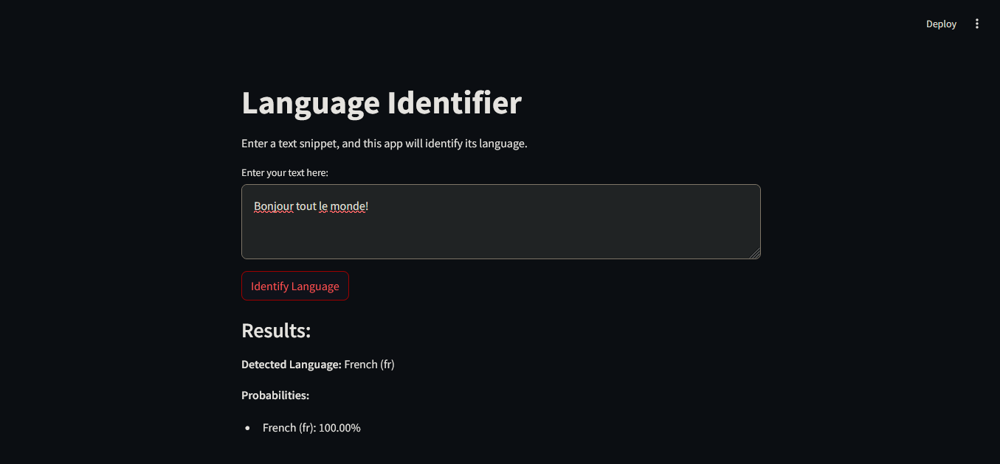 Deploy
Language Identifier
Enter a text snippet, and this app will identify its language.
Enter your text here:
Bonjour tout le monde!
Identify Language
Results:
Detected Language: French (fr)
Probabilities:
• French (fr): 100.00%